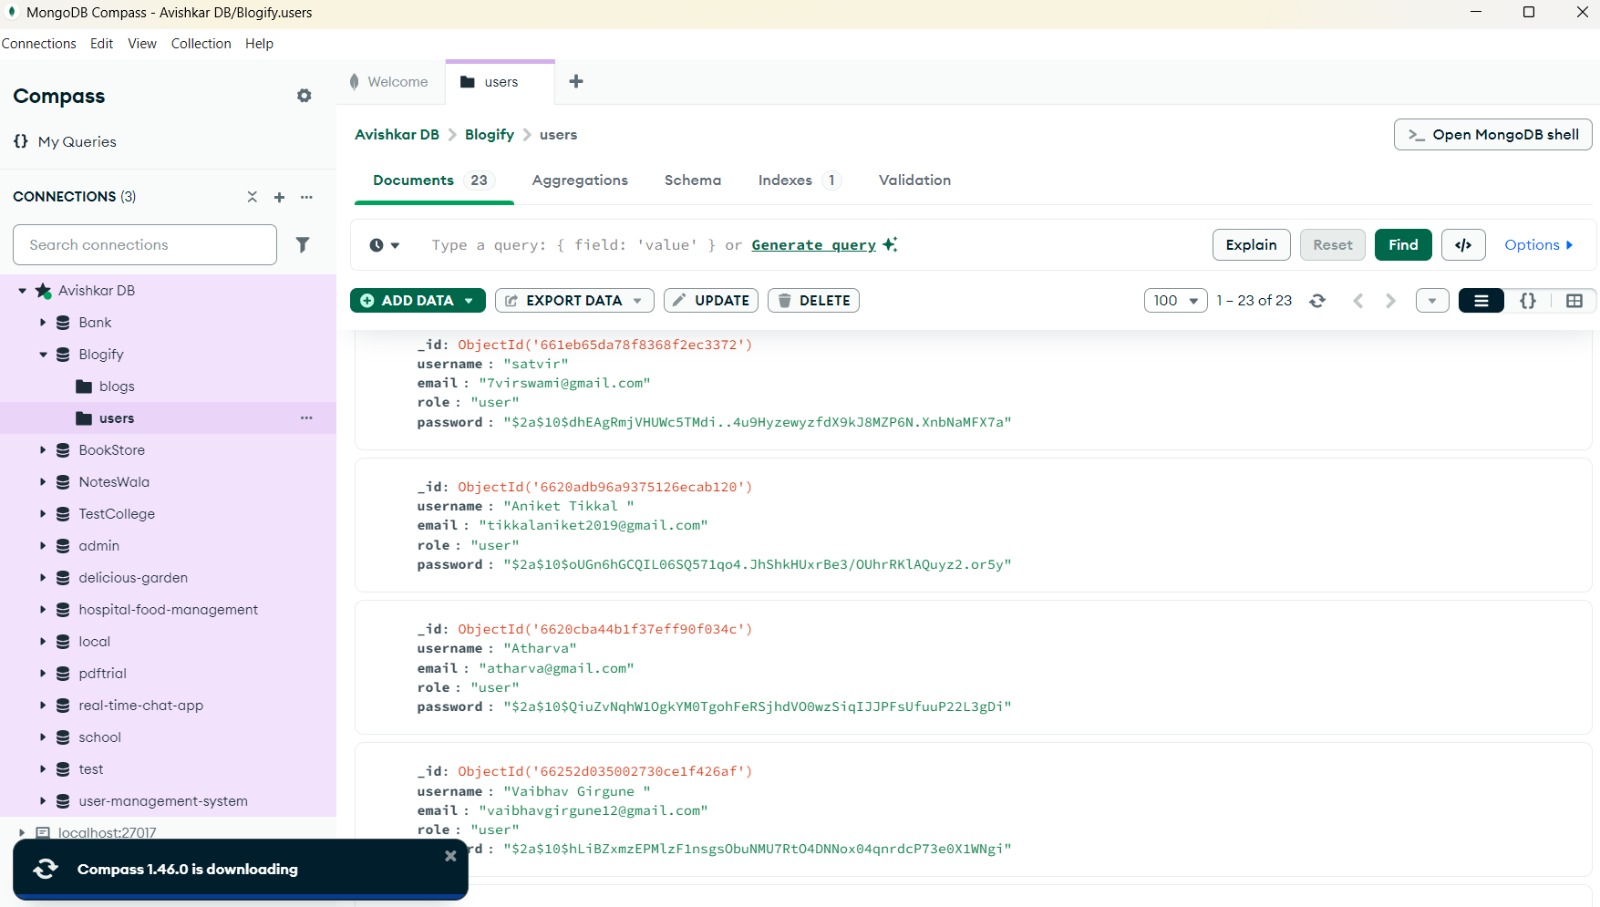 MongoDB Compass - Avishkar DB/Blogify.users
Connections Edit View Collection Help
Compass
{} My Queries
CONNECTIONS (3)
Search connections
Avishkar DB
Bank
Blogify
blogs
users
BookStore
NotesWala
TestCollege
admin
delicious-garden
hospital-food-management
local
pdftrial
real-time-chat-app
school
test
user-management-system
localhost:27017
Compass 1.46.0 is downloading
Welcome users
Avishkar DB > Blogify > users
>_ Open MongoDB shell
Documents 23 Aggregations Schema Indexes 1 Validation
Type a query: { field: 'value' } or Generate query
Explain Reset Find </> Options
ADD DATA EXPORT DATA UPDATE DELETE
100 1 – 23 of 23 {}
_id: ObjectId('661eb65da78f8368f2ec3372')
username : "satvir"
email : "7virswami@gmail.com"
role : "user"
password : "$2a$10$dhEAgRmjVHUWc5TMdi..4u9HyzewyzfdX9kJ8MZP6N.XnbNaMFX7a"
_id: ObjectId('6620adb96a9375126ecab120')
username : "Aniket Tikkal "
email : "tikkalaniket2019@gmail.com"
role : "user"
password : "$2a$10$oUGn6hGCQIL06SQ571qo4.JhShkHUxrBe3/OUhrRKlAQuyz2.or5y"
_id: ObjectId('6620cba44b1f37eff90f034c')
username : "Atharva"
email : "atharva@gmail.com"
role : "user"
password : "$2a$10$QiuZvNqhW1OgkYM0TgohFeRSjhdVO0wzSiqIJJPFsUfuuP22L3gDi"
_id: ObjectId('66252d035002730ce1f426af')
username : "Vaibhav Girgune "
email : "vaibhavgirgune12@gmail.com"
role : "user"
rd : "$2a$10$hLiBZxmzEPMlzF1nsgsObuNMU7RtO4DNNox04qnrdcP73e0X1WNgi"